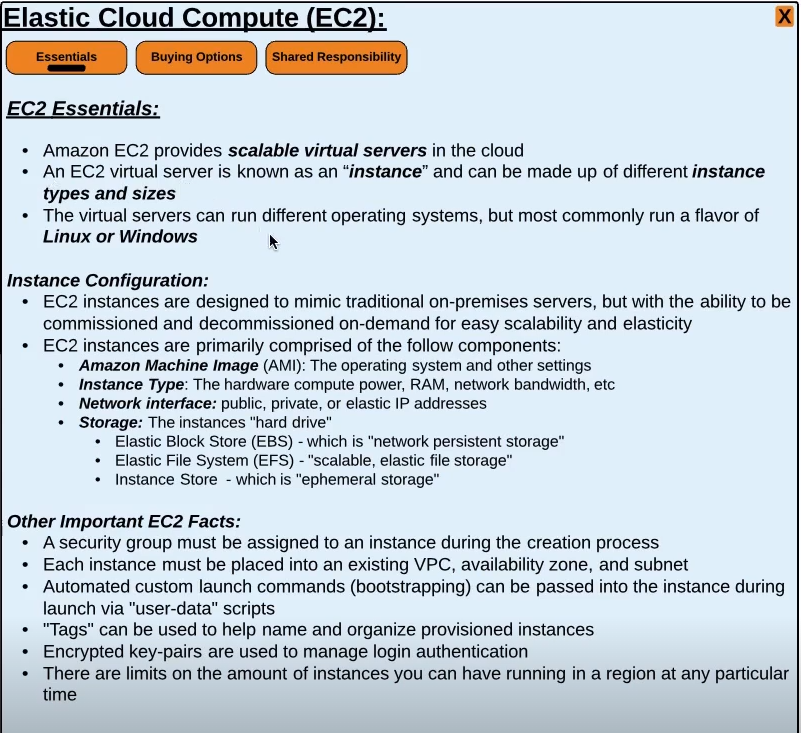 Elastic Cloud Compute (EC2):
X
Essentials
Buying Options
Shared Responsibility
EC2 Essentials:
• Amazon EC2 provides scalable virtual servers in the cloud
• An EC2 virtual server is known as an “instance” and can be made up of different instance
types and sizes
• The virtual servers can run different operating systems, but most commonly run a flavor of
Linux or Windows
Instance Configuration:
• EC2 instances are designed to mimic traditional on-premises servers, but with the ability to be
commissioned and decommissioned on-demand for easy scalability and elasticity
• EC2 instances are primarily comprised of the follow components:
• Amazon Machine Image (AMI): The operating system and other settings
• Instance Type: The hardware compute power, RAM, network bandwidth, etc
• Network interface: public, private, or elastic IP addresses
• Storage: The instances "hard drive"
• Elastic Block Store (EBS) - which is "network persistent storage"
• Elastic File System (EFS) - "scalable, elastic file storage"
• Instance Store - which is "ephemeral storage"
Other Important EC2 Facts:
• A security group must be assigned to an instance during the creation process
• Each instance must be placed into an existing VPC, availability zone, and subnet
• Automated custom launch commands (bootstrapping) can be passed into the instance during
launch via "user-data" scripts
• "Tags" can be used to help name and organize provisioned instances
• Encrypted key-pairs are used to manage login authentication
• There are limits on the amount of instances you can have running in a region at any particular
time